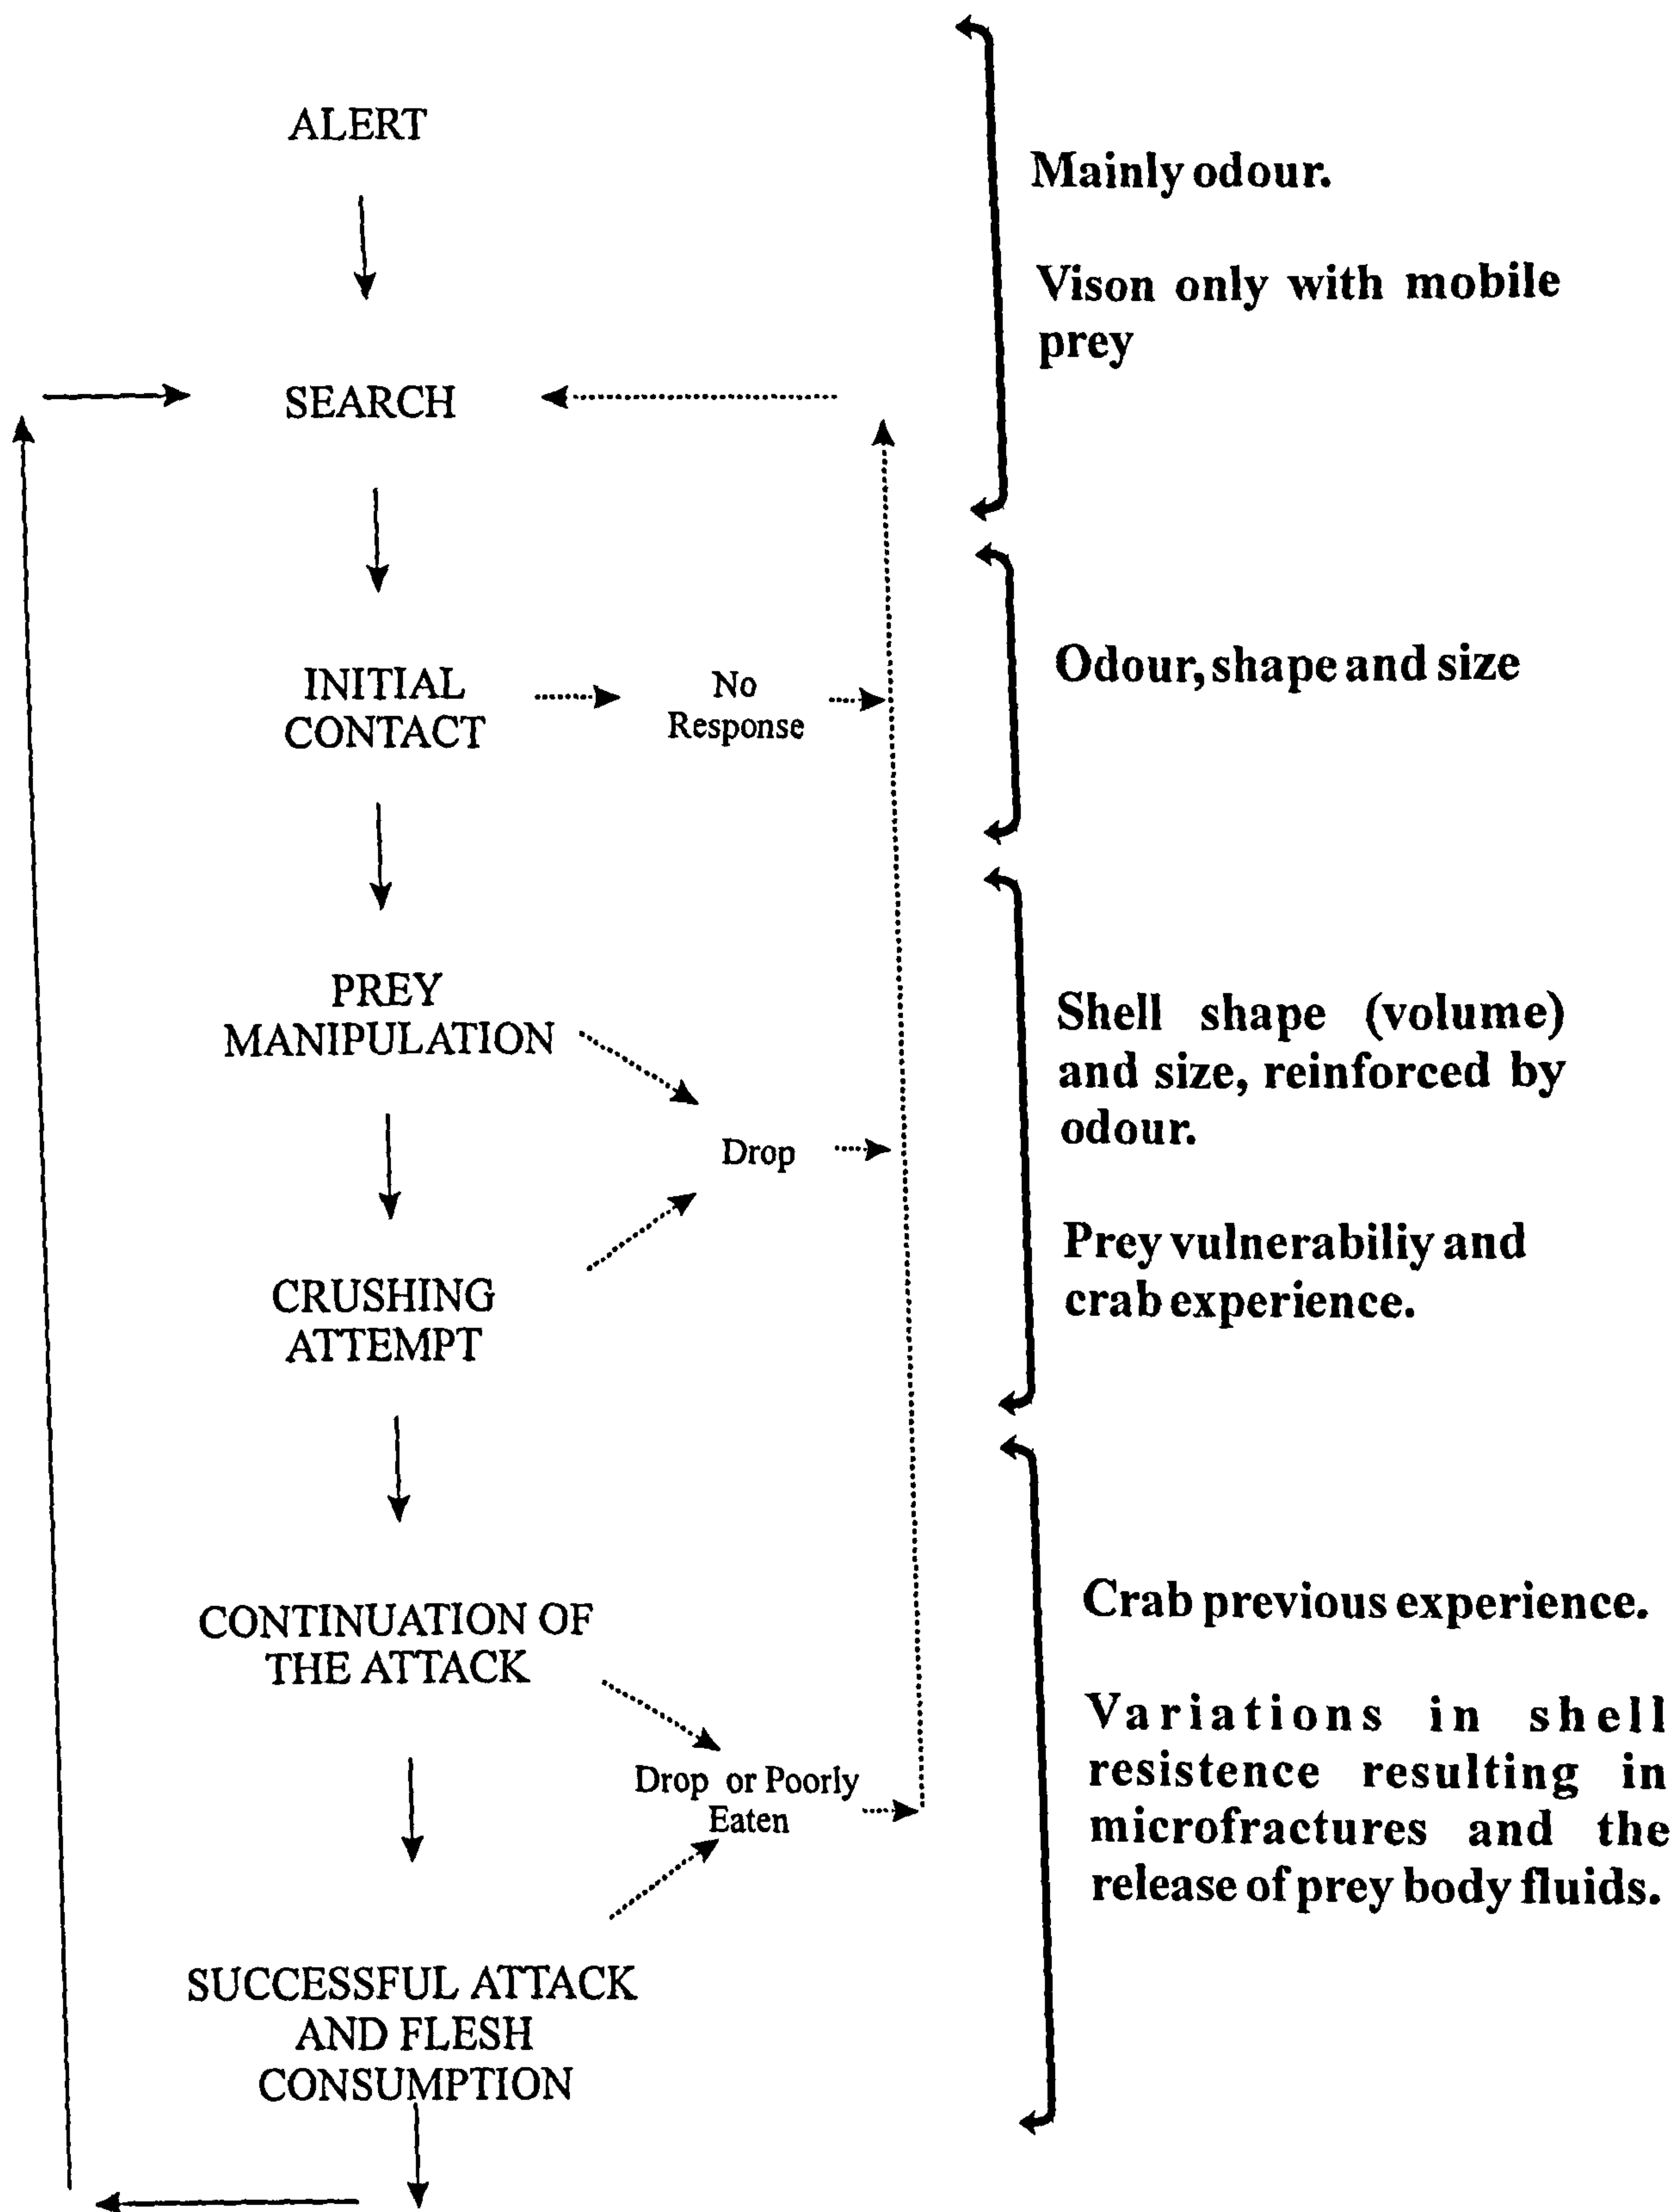 ALERT
Mainly odour.
Vison only with mobile
prey
SEARCH
INITIAL
CONTACT
No
Response
Odour, shape and size
PREY
MANIPULATION
Drop
Shell shape (volume)
and size, reinforced by
odour.
Prey vulnerabiliy and
crab experience.
CRUSHING
ATTEMPT
CONTINUATION OF
THE ATTACK
Drop or Poorly
Eaten
Crab previous experience.
Variations in shell
resistence resulting in
microfractures and the
release of prey body fluids.
SUCCESSFUL ATTACK
AND FLESH
CONSUMPTION